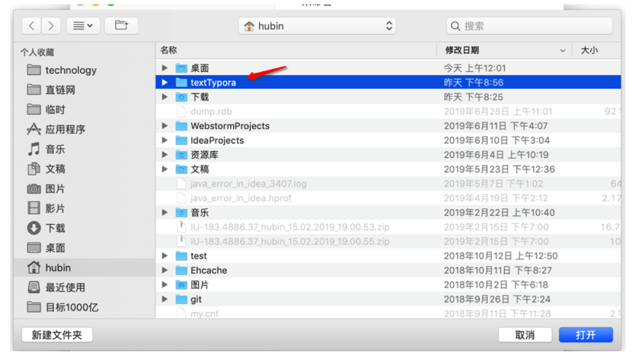 hubin
搜索
个人收藏
名称
修改日期
大小
technology
桌面
今天 上午12:01
直链网
textTypora
昨天 下午8:56
临时
下载
昨天 下午8:25
应用程序
dump.rdb
2019年6月25日 上午11:01
92
音乐
WebstormProjects
2019年6月11日 下午4:07
文稿
IdeaProjects
2019年6月10日 下午3:04
资源库
2019年6月4日 上午10:19
图片
文稿
2019年5月23日 下午12:36
影片
java_error_in_idea_3407.log
2019年5月7日 下午1:02
64
下载
java_error_in_idea.hprof
2019年4月19日 下午2:12
2.17
音乐
2019年2月22日 上午10:40
桌面
IU-183.4886.37_hubin_15.02.2019_19.00.53.zip
2019年2月15日 下午7:00
16.7
hubin
IU-183.4886.37_hubin_15.02.2019_19.00.55.zip
2019年2月15日 下午7:00
10
test
2018年10月12日 上午12:50
最近使用
Ehcache
2018年10月11日 下午8:27
图片
2018年10月2日 下午6:18
目标1000亿
git
2018年9月26日 下午2:24
my.cnf
2018年9月11日 下午11:28
2
新建文件夹
取消
打开